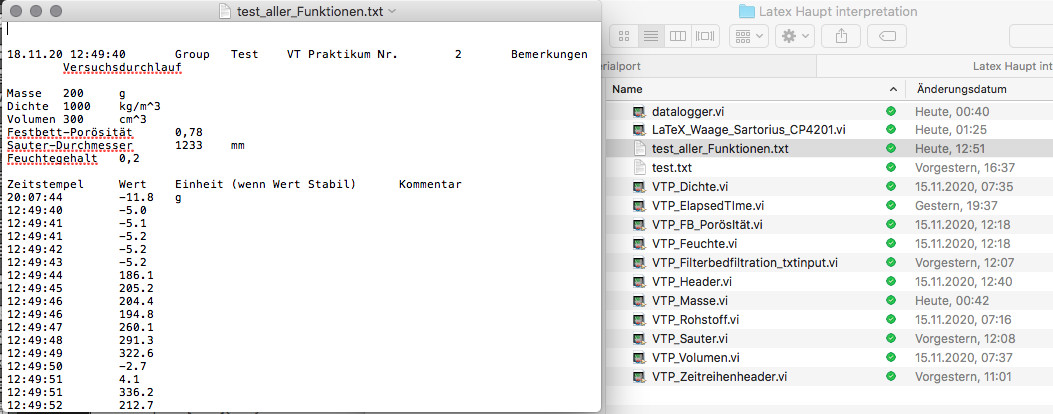 test_aller_Funktionen.txt
18.11.20 12:49:40 Group Test VT Praktikum Nr. 2 Bemerkungen
Versuchsdurchlauf
Masse 200 g
Dichte 1000 kg/m^3
Volumen 300 cm^3
Festbett-Porösität 0,78
Sauter-Durchmesser 1233 mm
Feuchtegehalt 0,2
Zeitstempel Wert Einheit (wenn Wert Stabil) Kommentar
20:07:44 -11.8 g
12:49:40 -5.0
12:49:41 -5.1
12:49:41 -5.2
12:49:42 -5.2
12:49:43 -5.2
12:49:44 186.1
12:49:45 205.2
12:49:46 204.4
12:49:46 194.8
12:49:47 260.1
12:49:48 291.3
12:49:49 322.6
12:49:50 -2.7
12:49:51 4.1
12:49:51 336.2
12:49:52 212.7
Latex Haupt interpretation
erialport Latex Haupt int
Name Änderungsdatum
datalogger.vi Heute, 00:40
LaTeX_Waage_Sartorius_CP4201.vi Heute, 01:25
test_aller_Funktionen.txt Heute, 12:51
test.txt Vorgestern, 16:37
VTP_Dichte.vi 15.11.2020, 07:35
VTP_ElapsedTIme.vi Gestern, 19:37
VTP_FB_PorösItät.vi 15.11.2020, 12:18
VTP_Feuchte.vi 15.11.2020, 12:18
VTP_Filterbedfiltration_txtinput.vi Vorgestern, 12:07
VTP_Header.vi 15.11.2020, 12:40
VTP_Masse.vi Heute, 00:42
VTP_Rohstoff.vi 15.11.2020, 07:16
VTP_Sauter.vi Vorgestern, 12:08
VTP_Volumen.vi 15.11.2020, 07:37
VTP_Zeitreihenheader.vi Vorgestern, 11:01